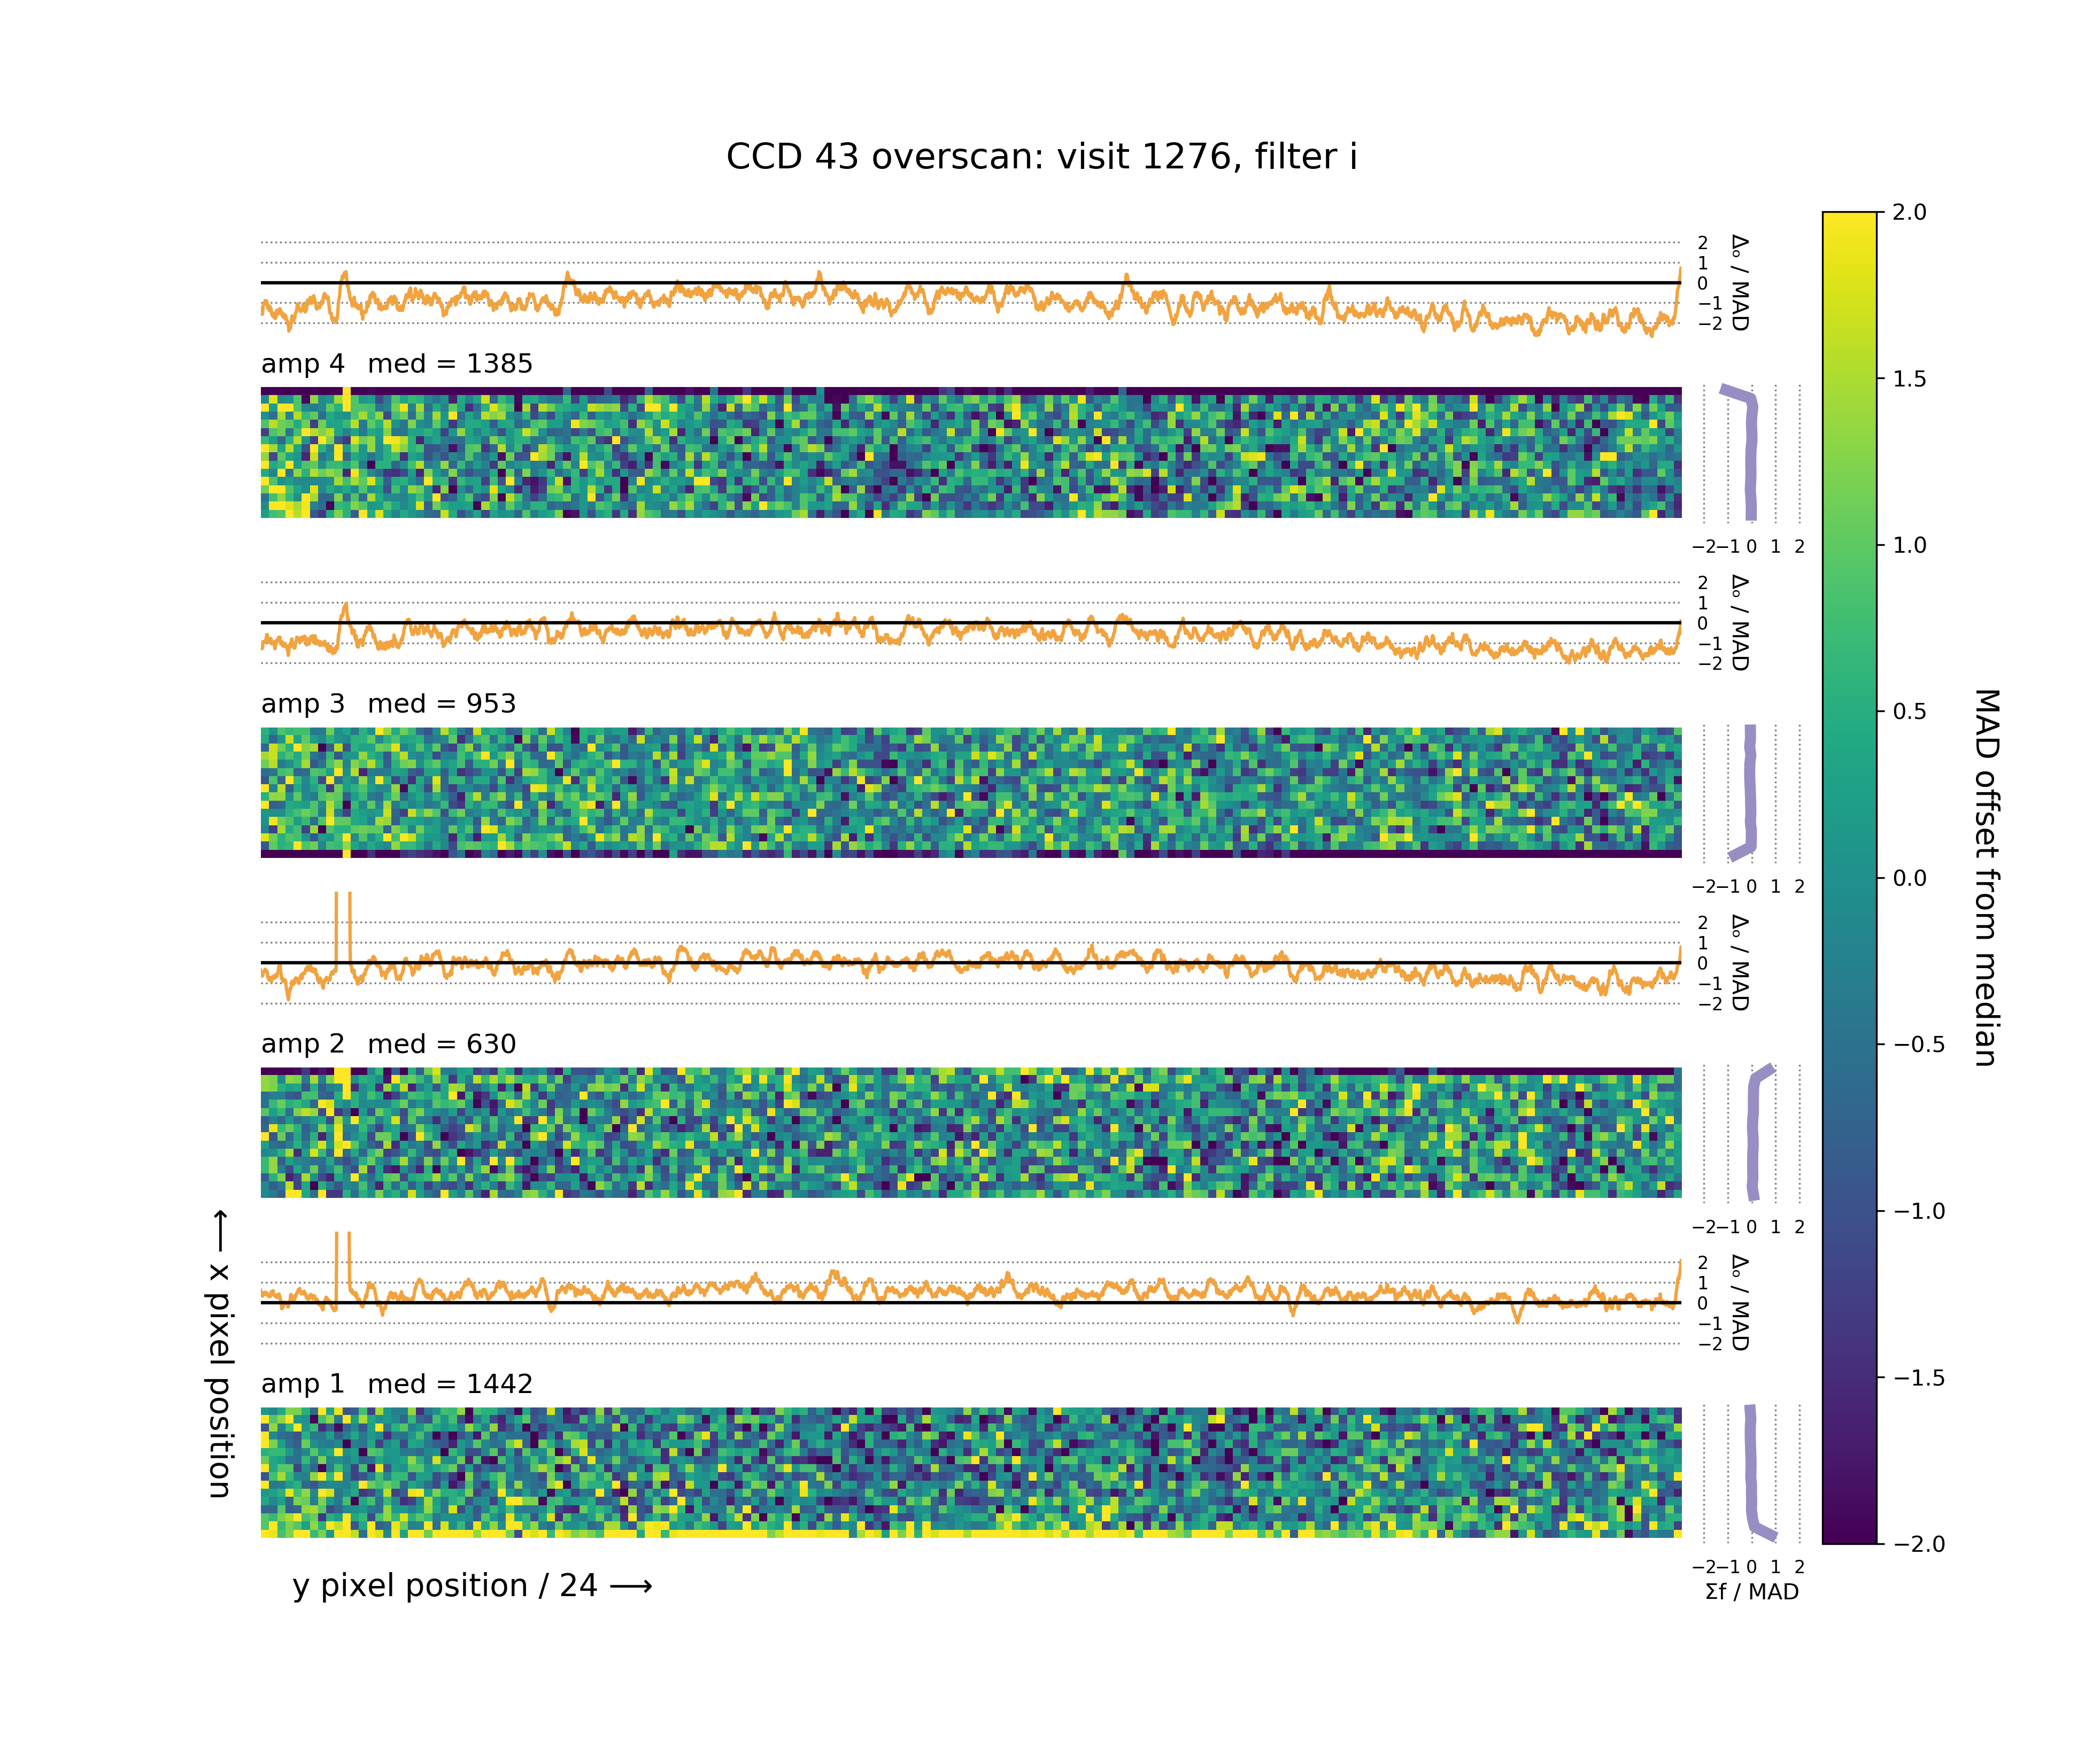 CCD 43 overscan: visit 1276, filter i
2
1
0
−1
−2
Δₒ / MAD
amp 4 med = 1385
−2 −1 0 1 2
2
1
0
−1
−2
Δₒ / MAD
amp 3 med = 953
−2 −1 0 1 2
2
1
0
−1
−2
Δₒ / MAD
amp 2 med = 630
−2 −1 0 1 2
2
1
0
−1
−2
Δₒ / MAD
amp 1 med = 1442
−2 −1 0 1 2
Σf / MAD
⟵ x pixel position
y pixel position / 24 ⟶
2.0
1.5
1.0
0.5
0.0
−0.5
−1.0
−1.5
−2.0
MAD offset from median